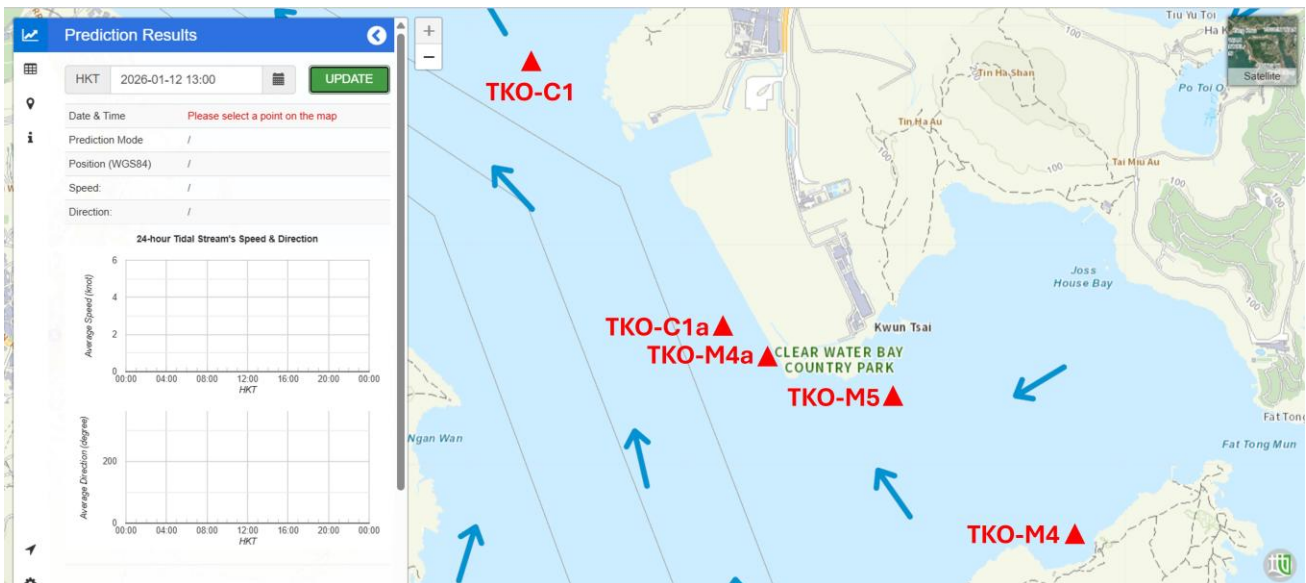 Prediction Results
HKT 2026-01-12 13:00 UPDATE
Date & Time Please select a point on the map
Prediction Mode /
Position (WGS84) /
Speed: /
Direction: /
24-hour Tidal Stream's Speed & Direction
Average Speed (knot)
6
4
2
0
00:00 04:00 08:00 12:00 16:00 20:00 00:00
HKT
Average Direction (degree)
200
0
00:00 04:00 08:00 12:00 16:00 20:00 00:00
HKT
+
−
TKO-C1
Tiu Yu Toi
Ha
Satellite
100
Tin Ha Shan
Po Toi O
Tin Ha Au
100
Tai Miu Au
100
100
100
Joss
House Bay
TKO-C1a
Kwun Tsai
TKO-M4a
CLEAR WATER BAY
COUNTRY PARK
TKO-M5
Fat Tong
Ngan Wan
Fat Tong Mun
TKO-M4